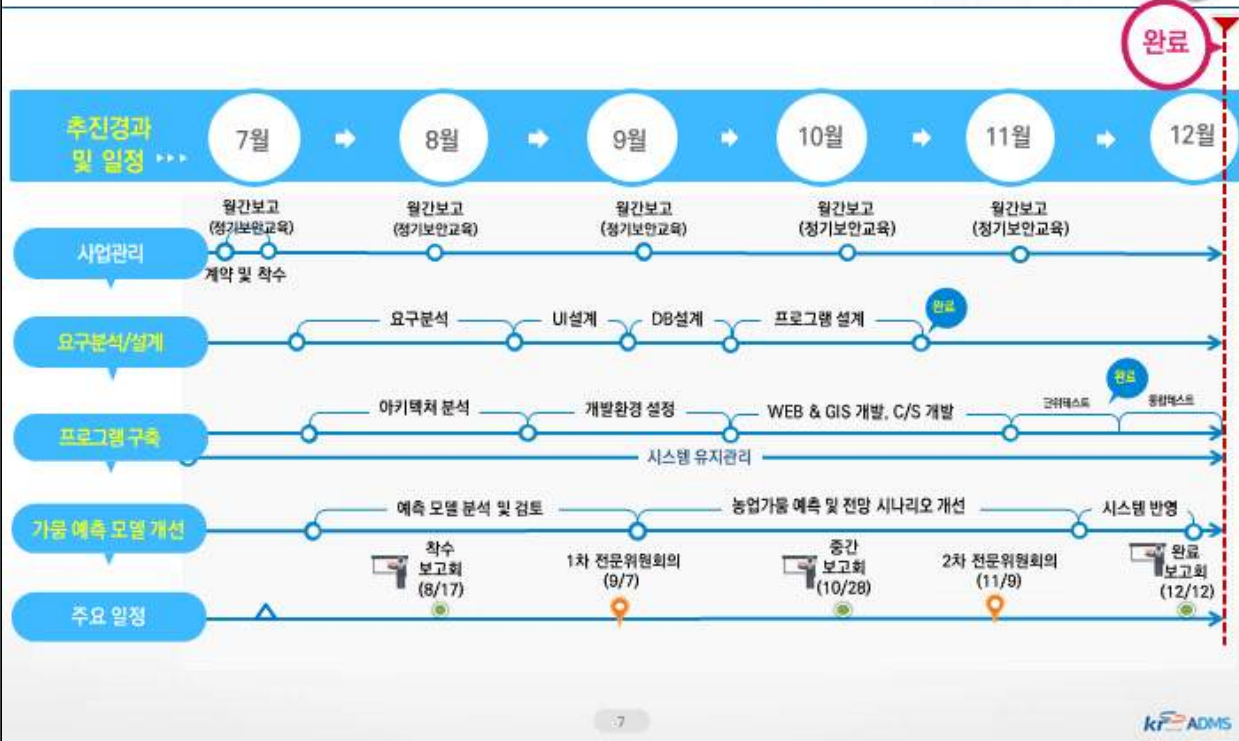 완료
추진경과
및 일정
7월
8월
9월
10월
11월
12월
월간보고
(정기보안교육)
월간보고
(정기보안교육)
월간보고
(정기보안교육)
월간보고
(정기보안교육)
월간보고
(정기보안교육)
사업관리
계약 및 착수
요구분석/설계
요구분석
UI설계
DB설계
프로그램 설계
완료
프로그램 구축
아키텍처 분석
개발환경 설정
WEB & GIS 개발, C/S 개발
단위테스트
완료
통합테스트
시스템 유지관리
가뭄 예측 모델 개선
예측 모델 분석 및 검토
농업가뭄 예측 및 전망 시나리오 개선
시스템 반영
주요 일정
착수
보고회
(8/17)
1차 전문위원회의
(9/7)
중간
보고회
(10/28)
2차 전문위원회의
(11/9)
완료
보고회
(12/12)
7
kr ADMS